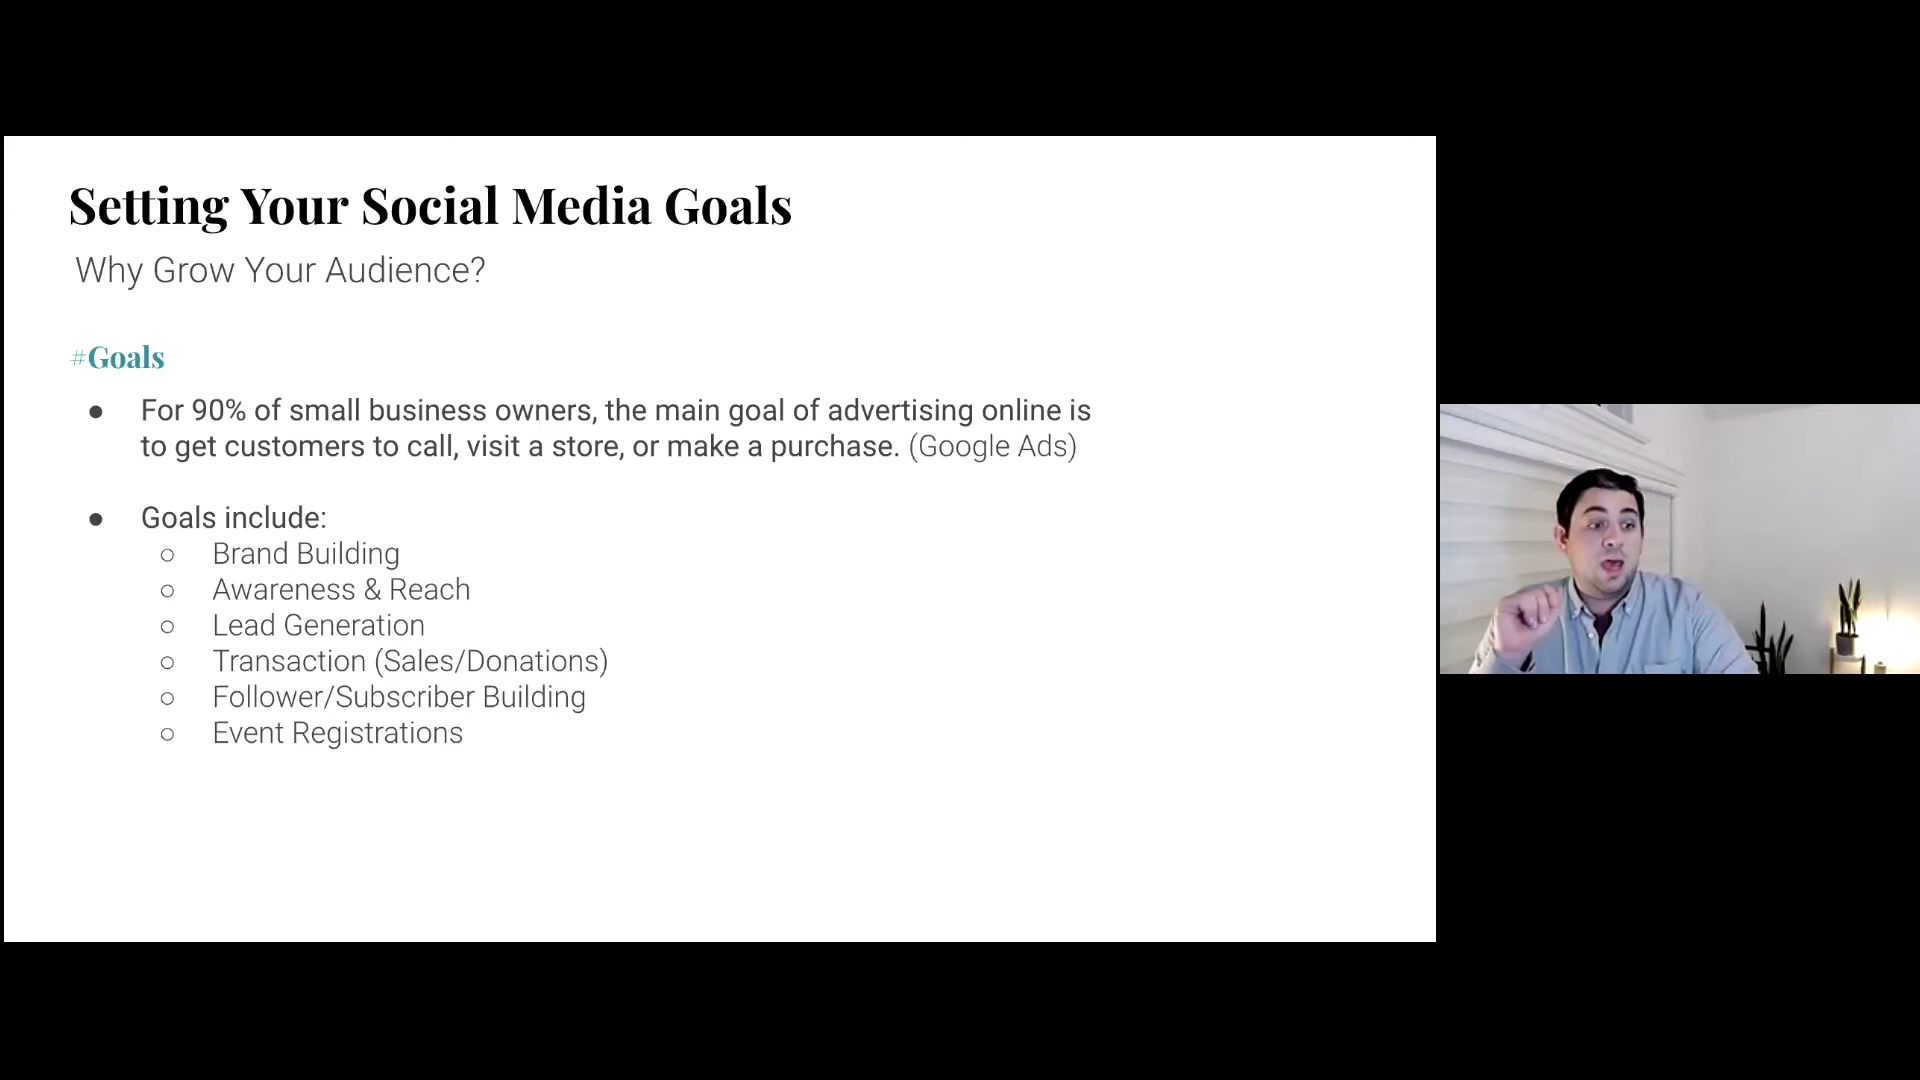 Setting Your Social Media Goals
Why Grow Your Audience?
#Goals
● For 90% of small business owners, the main goal of advertising online is
to get customers to call, visit a store, or make a purchase. (Google Ads)
● Goals include:
○ Brand Building
○ Awareness & Reach
○ Lead Generation
○ Transaction (Sales/Donations)
○ Follower/Subscriber Building
○ Event Registrations